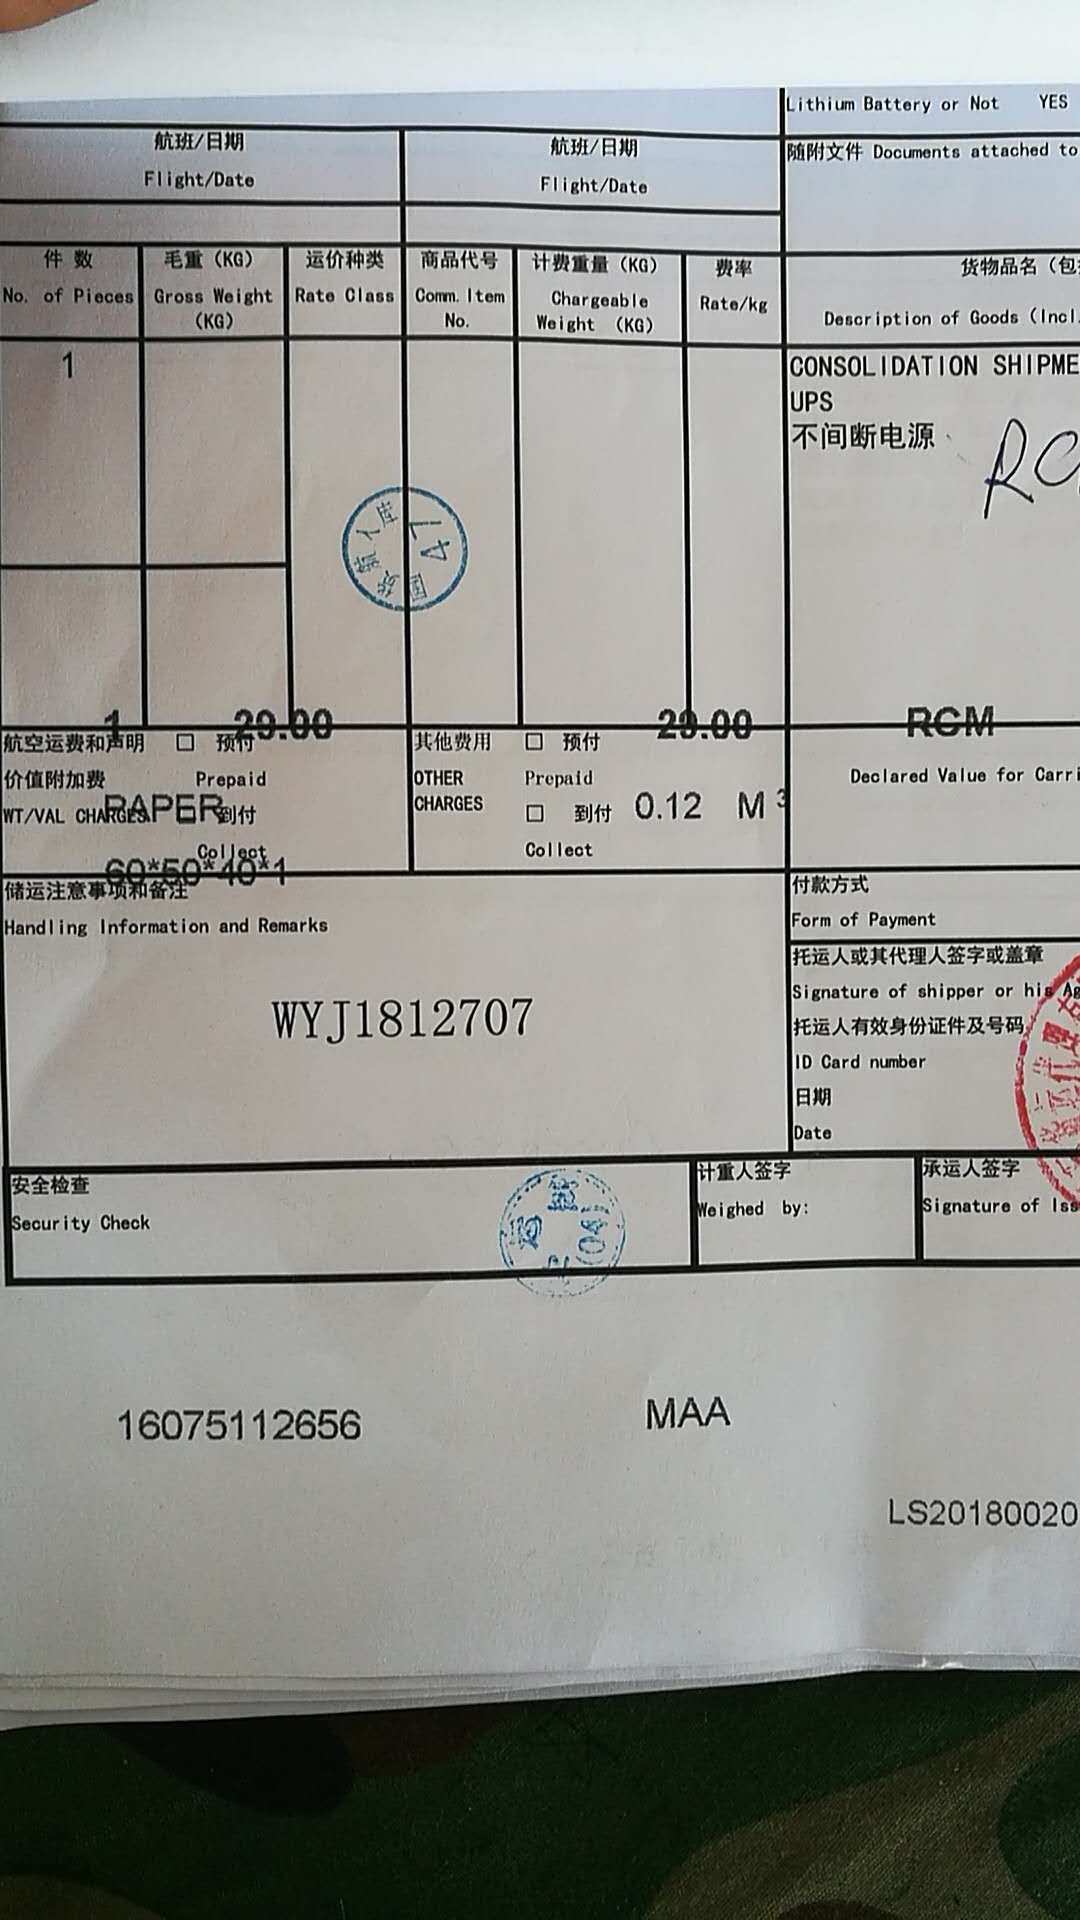 Lithium Battery or Not YES
航班/日期
Flight/Date
航班/日期
Flight/Date
随附文件 Documents attached to
件 数
No. of Pieces
毛重 (KG)
Gross Weight
(KG)
运价种类
Rate Class
商品代号
Comm. Item
No.
计费重量 (KG)
Chargeable
Weight (KG)
费率
Rate/kg
货物品名 (包
Description of Goods (Incl.
1
CONSOLIDATION SHIPME
UPS
不间断电源
47
1 29.00 29.00 RCM
航空运费和声明
价值附加费
WT/VAL CHARGES
预付
Prepaid
到付
Collect
PAPER
60*50*40*1
其他费用
OTHER
CHARGES
预付
Prepaid
到付
Collect
0.12 M³
Declared Value for Carri
储运注意事项和备注
Handling Information and Remarks
WYJ1812707
付款方式
Form of Payment
托运人或其代理人签字或盖章
Signature of shipper or his Ag
托运人有效身份证件及号码
ID Card number
日期
Date
安全检查
Security Check
计重人签字
Weighed by:
承运人签字
Signature of Iss
16075112656
MAA
LS20180020